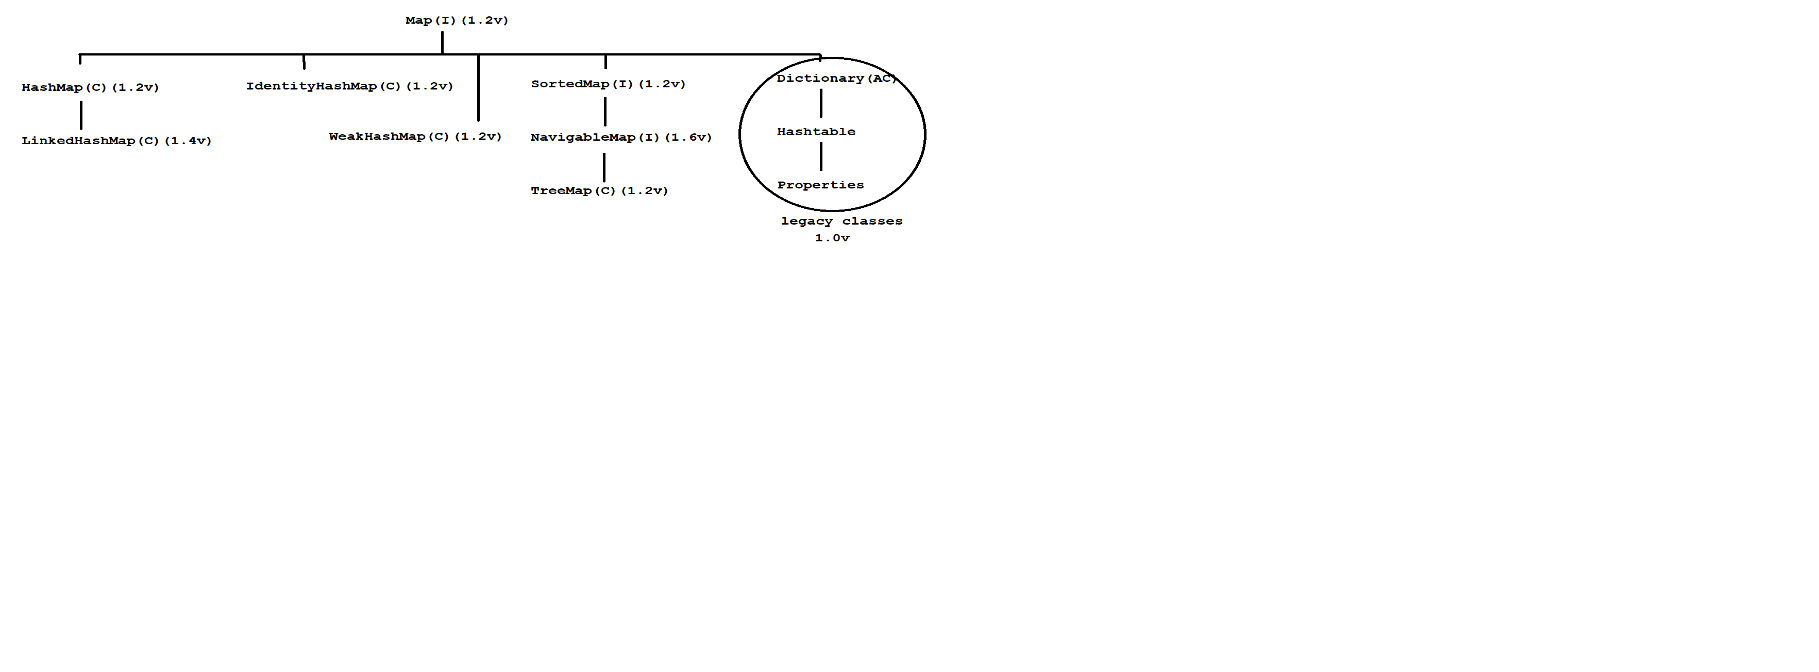 Map(I)(1.2v)
HashMap(C)(1.2v)
IdentityHashMap(C)(1.2v)
SortedMap(I)(1.2v)
Dictionary(AC)
LinkedHashMap(C)(1.4v)
WeakHashMap(C)(1.2v)
NavigableMap(I)(1.6v)
Hashtable
TreeMap(C)(1.2v)
Properties
legacy classes
1.0v